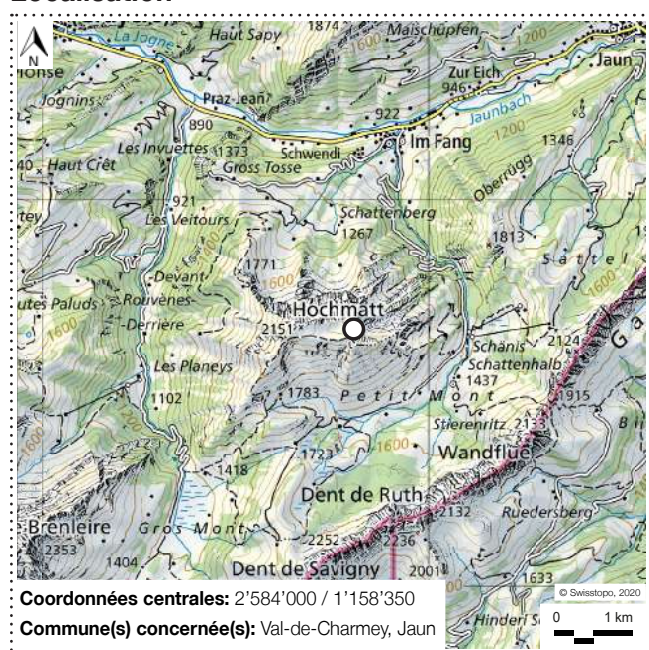 N
La Jogne
Haut Sapy
1874
1600
Maischüpfen
1200
Jaun
Zur Eich
946
Jognins
Praz-Jean
922
Jaunbach
890
Im Fang
1200
1346
Les Invuettes
1373
Schwendi
Gross Tosse
Haut Crêt
Oberrügg
921
Schattenberg
Les Veitours
1267
1813
Sattel
1771
1600
Devant
Hochmatt
Rouvènes-
-Derrière
2151
2124
Schänis
Schattenhalb
1600
Les Planeys
1437
1915
1783
Petit Mont
1102
1200
Stierenritz
2133
1723
1600
Wandflue
1418
Dent de Ruth
2132
Ruedersberg
Brenleire
Gros Mont
2252
2236
2353
1404
Dent de Savigny
2001
1633
© Swisstopo, 2020
Coordonnées centrales: 2’584’000 / 1’158’350
0 1 km
Commune(s) concernée(s): Val-de-Charmey, Jaun